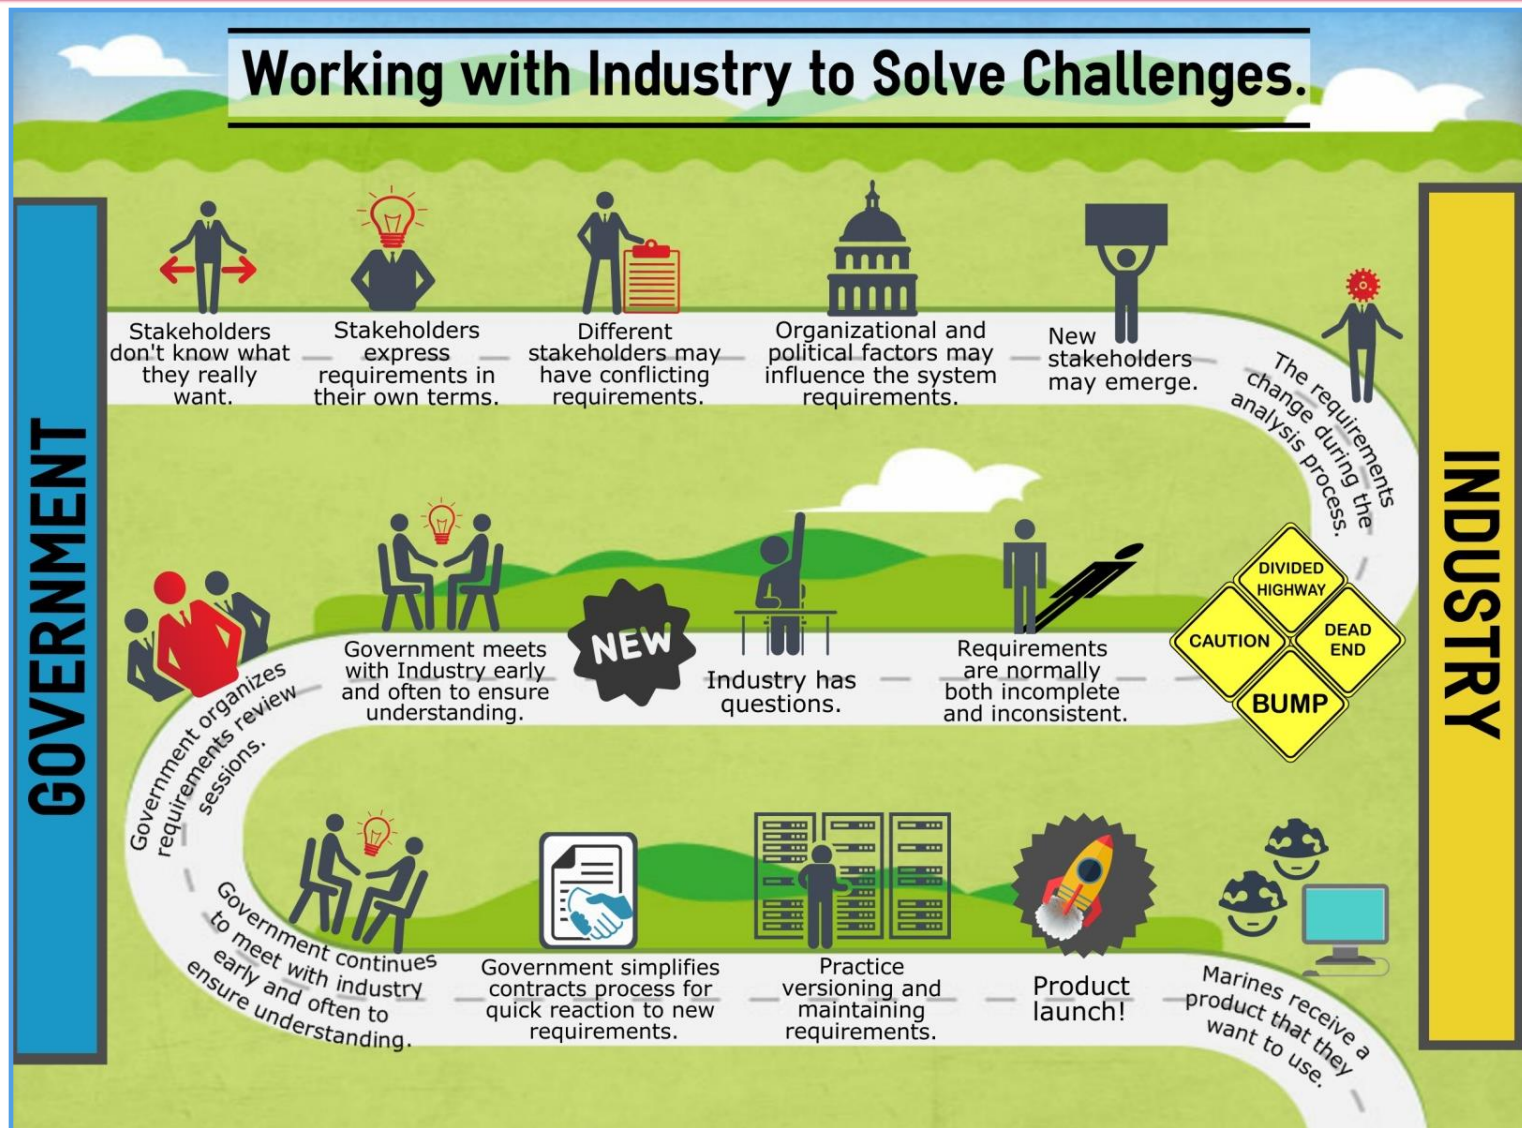 Working with Industry to Solve Challenges.
GOVERNMENT
INDUSTRY
Stakeholders
don't know what
they really
want.
Stakeholders
express
requirements in
their own terms.
Different
stakeholders may
have conflicting
requirements.
Organizational and
political factors may
influence the system
requirements.
New
stakeholders
may emerge.
The requirements
change during the
analysis process.
DIVIDED
HIGHWAY
CAUTION
DEAD
END
BUMP
Requirements
are normally
both incomplete
and inconsistent.
Industry has
questions.
NEW
Government meets
with Industry early
and often to ensure
understanding.
Government organizes
requirements review
sessions.
Government continues
to meet with industry
early and often to
ensure understanding.
Government simplifies
contracts process for
quick reaction to new
requirements.
Practice
versioning and
maintaining
requirements.
Product
launch!
Marines receive a
product that they
want to use.